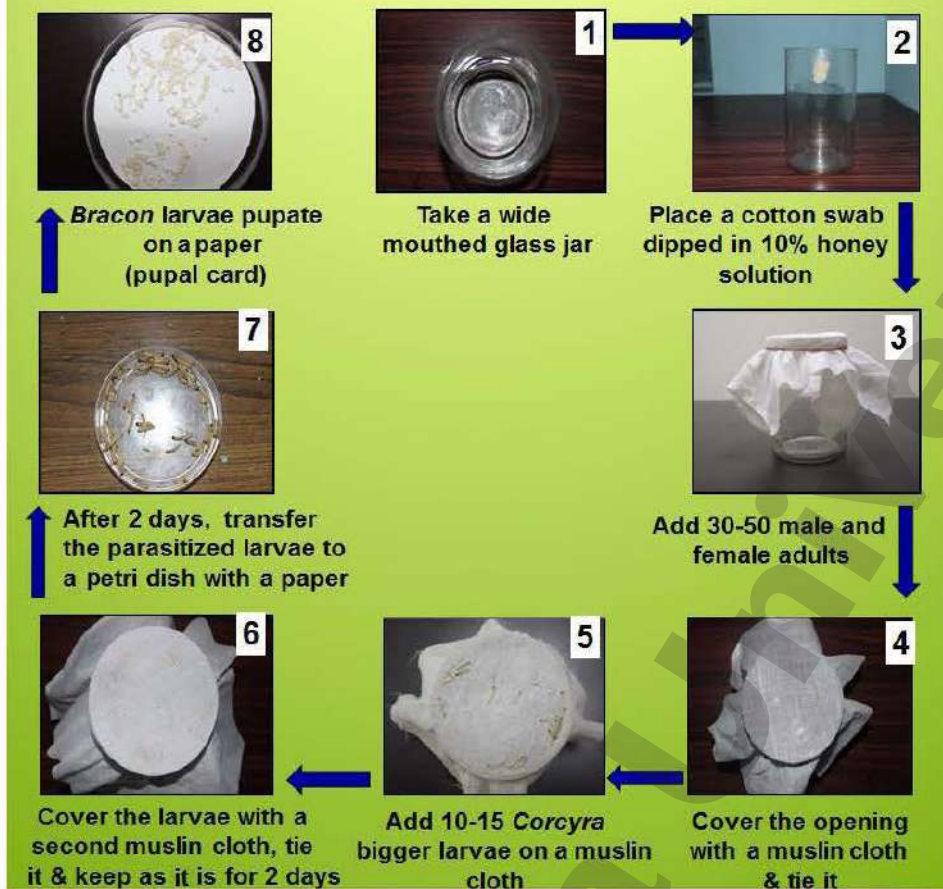 1
Take a wide
mouthed glass jar
2
Place a cotton swab
dipped in 10% honey
solution
3
Add 30-50 male and
female adults
4
Cover the opening
with a muslin cloth
& tie it
5
Add 10-15 Corcyra
bigger larvae on a muslin
cloth
6
Cover the larvae with a
second muslin cloth, tie
it & keep as it is for 2 days
7
After 2 days, transfer
the parasitized larvae to
a petri dish with a paper
8
Bracon larvae pupate
on a paper
(pupal card)